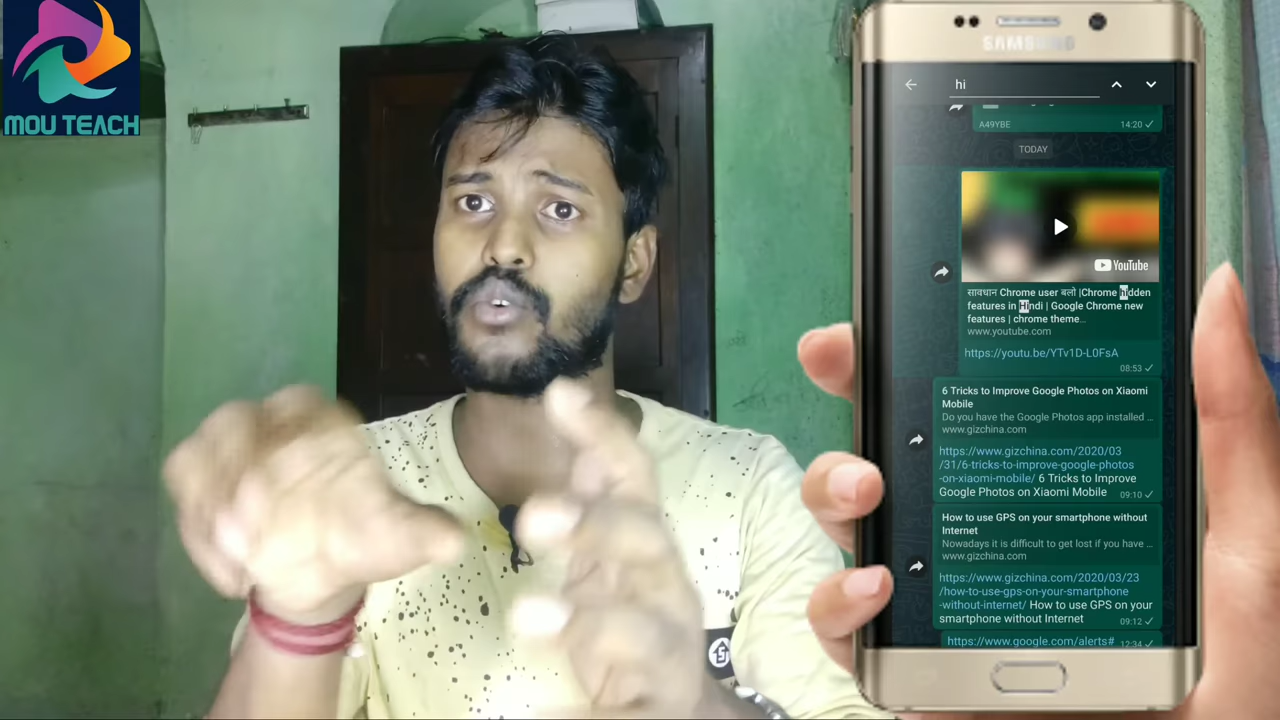 MOU TEACH
SAMSUNG
hi
A49YBE 14:20
TODAY
YouTube
सावधान Chrome user बलो |Chrome hidden
features in Hindi | Google Chrome new
features | chrome theme...
www.youtube.com
https://youtu.be/YTv1D-L0FsA
08:53
6 Tricks to Improve Google Photos on Xiaomi
Mobile
Do you have the Google Photos app installed ...
www.gizchina.com
https://www.gizchina.com/2020/03
/31/6-tricks-to-improve-google-photos
-on-xiaomi-mobile/ 6 Tricks to Improve
Google Photos on Xiaomi Mobile 09:10
How to use GPS on your smartphone without
Internet
Nowadays it is difficult to get lost if you have ...
www.gizchina.com
https://www.gizchina.com/2020/03/23
/how-to-use-gps-on-your-smartphone
-without-internet/ How to use GPS on your
smartphone without Internet 09:12
https://www.google.com/alerts# 12:34